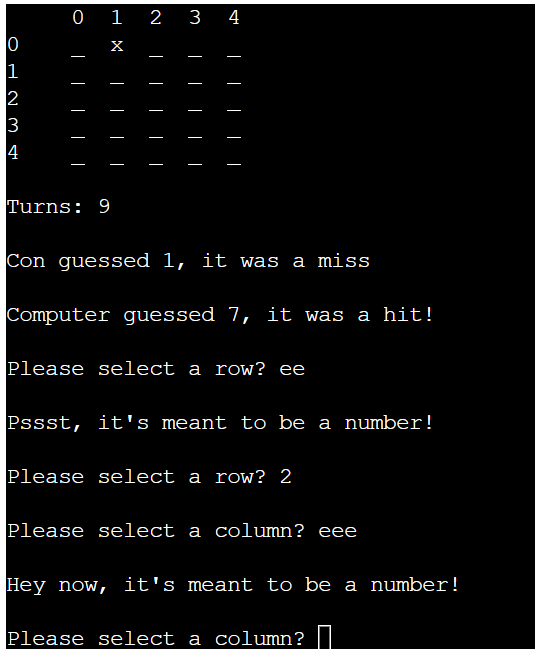 0 1 2 3 4
0 _ x _ _ _
1 _ _ _ _ _
2 _ _ _ _ _
3 _ _ _ _ _
4 _ _ _ _ _
Turns: 9
Con guessed 1, it was a miss
Computer guessed 7, it was a hit!
Please select a row? ee
Pssst, it's meant to be a number!
Please select a row? 2
Please select a column? eee
Hey now, it's meant to be a number!
Please select a column?